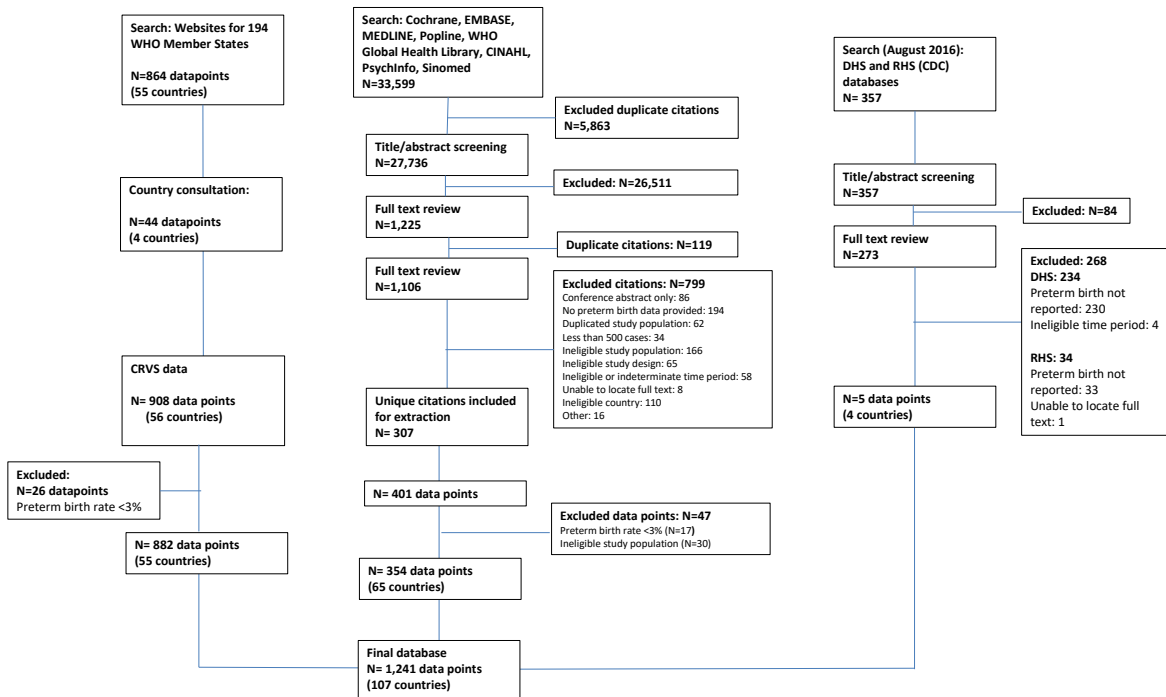 Search: Websites for 194
WHO Member States
N=864 datapoints
(55 countries)
Country consultation:
N=44 datapoints
(4 countries)
CRVS data
N= 908 data points
(56 countries)
Excluded:
N=26 datapoints
Preterm birth rate <3%
N= 882 data points
(55 countries)
Search: Cochrane, EMBASE,
MEDLINE, Popline, WHO
Global Health Library, CINAHL,
PsychInfo, Sinomed
N=33,599
Excluded duplicate citations
N=5,863
Title/abstract screening
N=27,736
Excluded: N=26,511
Full text review
N=1,225
Duplicate citations: N=119
Full text review
N=1,106
Excluded citations: N=799
Conference abstract only: 86
No preterm birth data provided: 194
Duplicated study population: 62
Less than 500 cases: 34
Ineligible study population: 166
Ineligible study design: 65
Ineligible or indeterminate time period: 58
Unable to locate full text: 8
Ineligible country: 110
Other: 16
Unique citations included
for extraction
N= 307
N= 401 data points
Excluded data points: N=47
Preterm birth rate <3% (N=17)
Ineligible study population (N=30)
N= 354 data points
(65 countries)
Search (August 2016):
DHS and RHS (CDC)
databases
N= 357
Title/abstract screening
N=357
Excluded: N=84
Full text review
N=273
Excluded: 268
DHS: 234
Preterm birth not
reported: 230
Ineligible time period: 4
RHS: 34
Preterm birth not
reported: 33
Unable to locate full
text: 1
N=5 data points
(4 countries)
Final database
N= 1,241 data points
(107 countries)